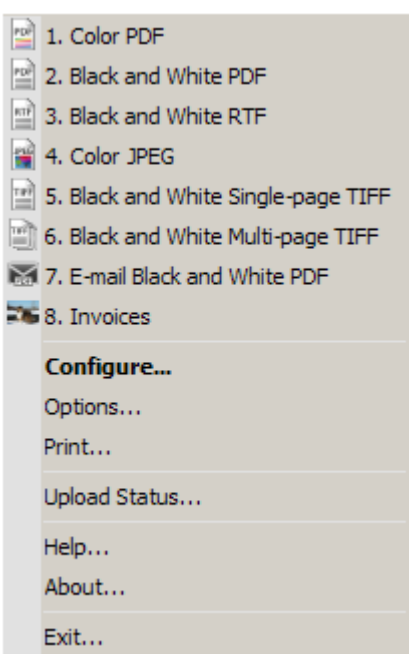 1. Color PDF
2. Black and White PDF
3. Black and White RTF
4. Color JPEG
5. Black and White Single-page TIFF
6. Black and White Multi-page TIFF
7. E-mail Black and White PDF
8. Invoices
Configure...
Options...
Print...
Upload Status...
Help...
About...
Exit...